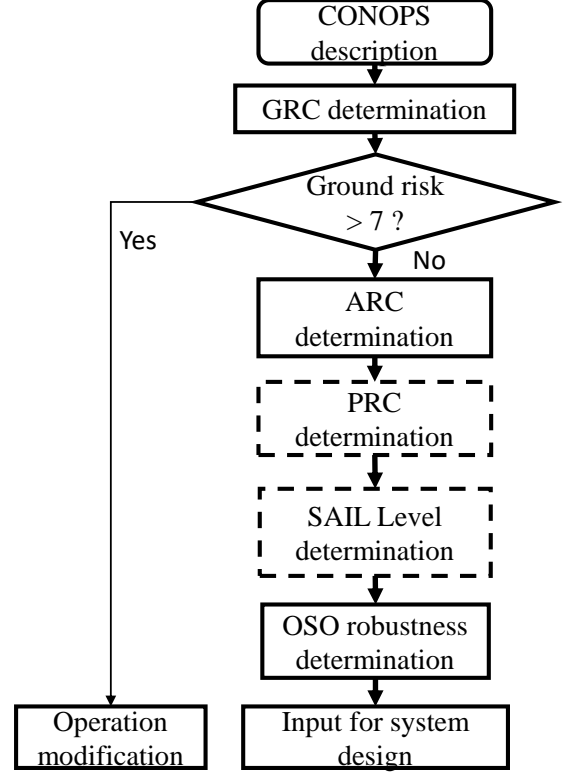 CONOPS
description
GRC determination
Ground risk
> 7 ?
Yes
No
ARC
determination
PRC
determination
SAIL Level
determination
OSO robustness
determination
Operation
modification
Input for system
design